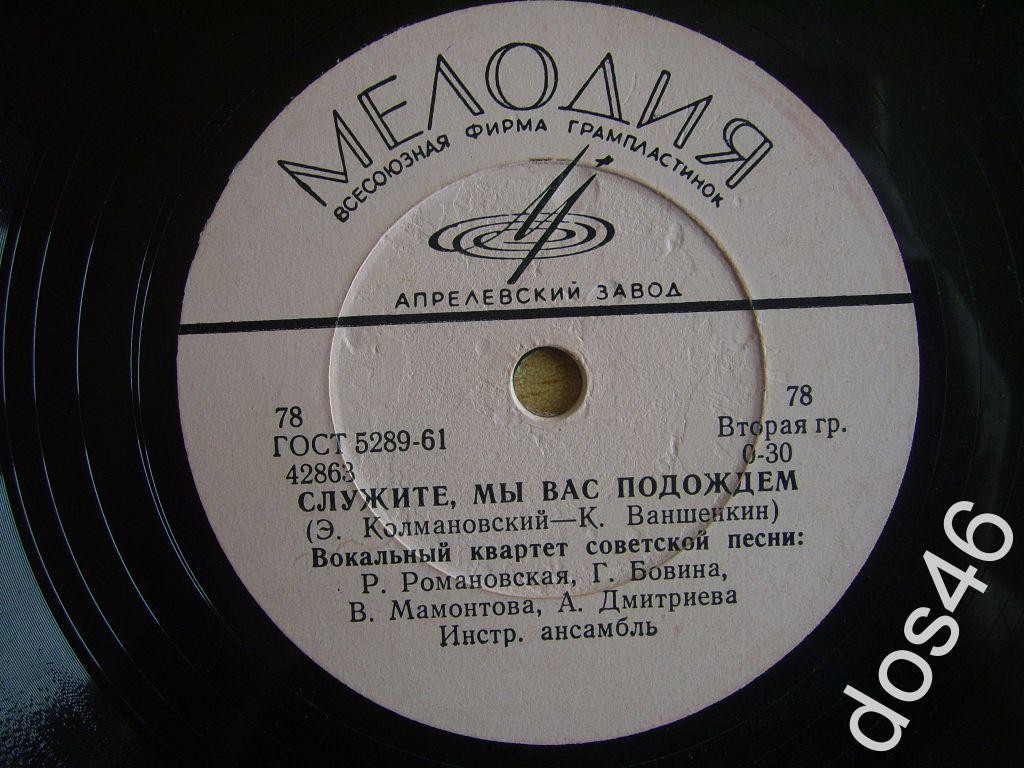 МЕЛОДИЯ
ВСЕСОЮЗНАЯ ФИРМА ГРАМПЛАСТИНОК
АПРЕЛЕВСКИЙ ЗАВОД
78
ГОСТ 5289-61
42863
78
Вторая гр.
0-30
СЛУЖИТЕ, МЫ ВАС ПОДОЖДЕМ
(Э. Колмановский—К. Ваншенкин)
Вокальный квартет советской песни:
Р. Романовская, Г. Бовина,
В. Мамонтова, А. Дмитриева
Инстр. ансамбль
dos46